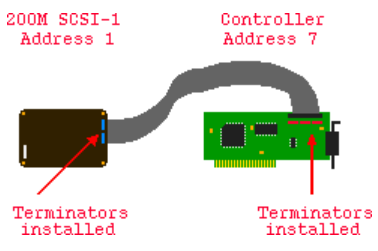 200M SCSI-1
Address 1
Controller
Address 7
Terminators
installed
Terminators
installed